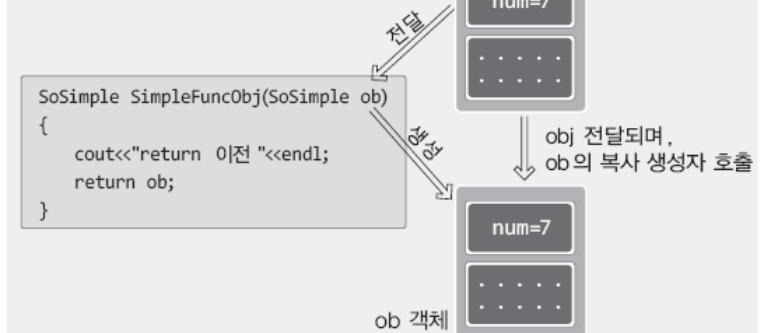 num=7
전달
SoSimple SimpleFuncObj(SoSimple ob)
{
cout<<"return 이전 "<<endl;
return ob;
}
생성
obj 전달되며,
ob의 복사 생성자 호출
num=7
ob 객체